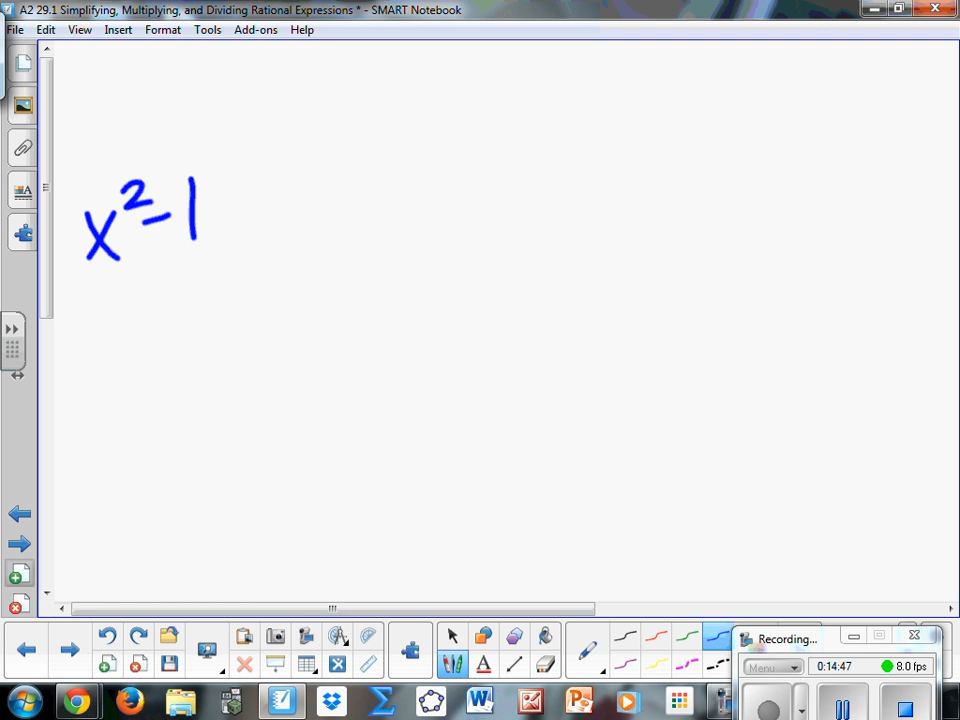 A2 29.1 Simplifying, Multiplying, and Dividing Rational Expressions * - SMART Notebook
File Edit View Insert Format Tools Add-ons Help
x²-1
Recording...
Menu 0:14:47 8.0 fps